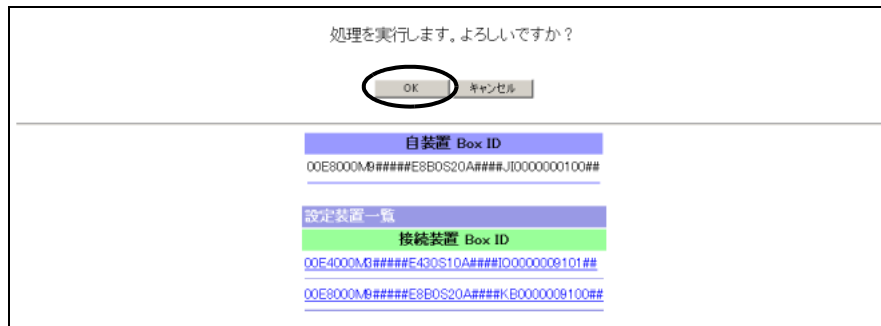 処理を実行します。よろしいですか？
OK キャンセル
自装置 Box ID
00E8000M9#####E8B0S20A####JI0000000100##
設定装置一覧
接続装置 Box ID
00E4000M3#####E430S10A####IO0000009101##
00E8000M9#####E8B0S20A####KB0000009100##